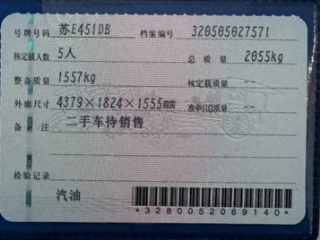 号牌号码 苏E451DB 档案编号 320505027571
核定载人数 5人 总质量 2055kg
整备质量 1557kg 核定载质量 --
外廓尺寸 4379×1824×1555mm 准牵引总质量 --
备注 二手车待销售
检验记录
汽油
*3280052069140*